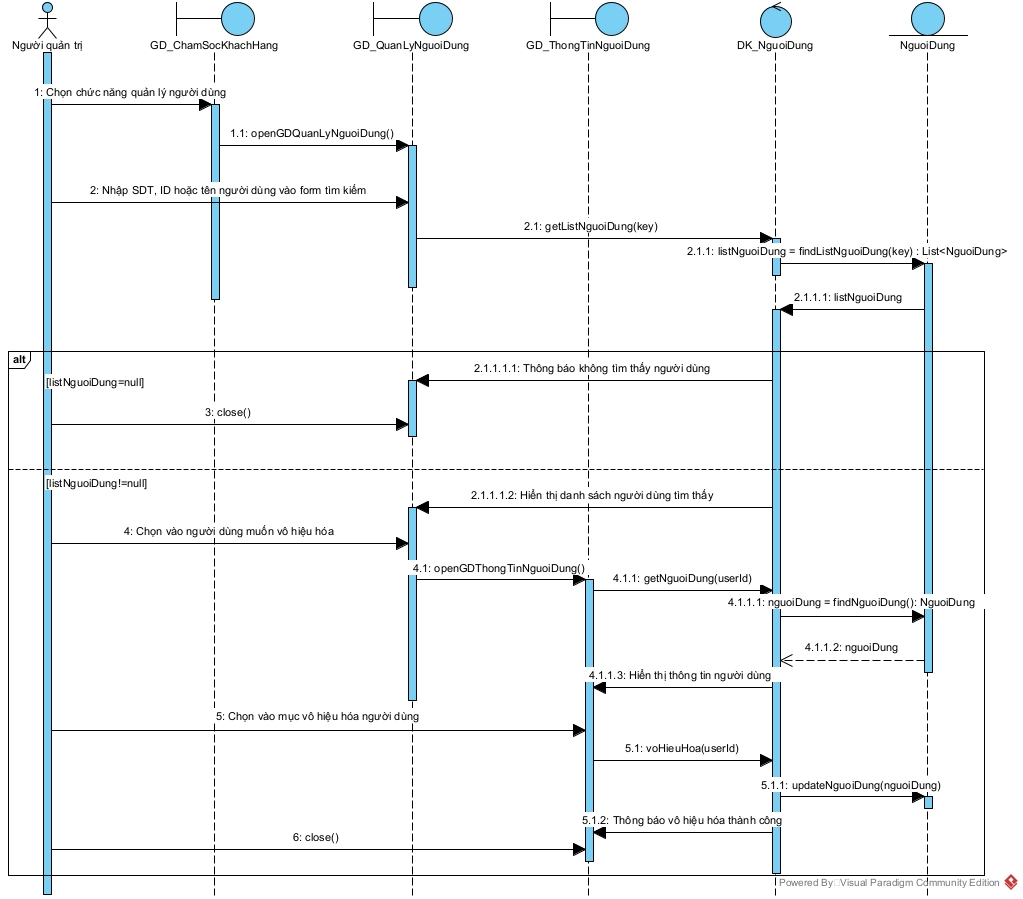 Người quản trị
GD_ChamSocKhachHang
GD_QuanLyNguoiDung
GD_ThongTinNguoiDung
DK_NguoiDung
NguoiDung
1: Chọn chức năng quản lý người dùng
1.1: openGDQuanLyNguoiDung()
2: Nhập SDT, ID hoặc tên người dùng vào form tìm kiếm
2.1: getListNguoiDung(key)
2.1.1: listNguoiDung = findListNguoiDung(key) : List<NguoiDung>
2.1.1.1: listNguoiDung
alt
[listNguoiDung=null]
2.1.1.1.1: Thông báo không tìm thấy người dùng
3: close()
[listNguoiDung!=null]
2.1.1.1.2: Hiển thị danh sách người dùng tìm thấy
4: Chọn vào người dùng muốn vô hiệu hóa
4.1: openGDThongTinNguoiDung()
4.1.1: getNguoiDung(userId)
4.1.1.1: nguoiDung = findNguoiDung(): NguoiDung
4.1.1.2: nguoiDung
4.1.1.3: Hiển thị thông tin người dùng
5: Chọn vào mục vô hiệu hóa người dùng
5.1: voHieuHoa(userId)
5.1.1: updateNguoiDung(nguoiDung)
5.1.2: Thông báo vô hiệu hóa thành công
6: close()
Powered By Visual Paradigm Community Edition